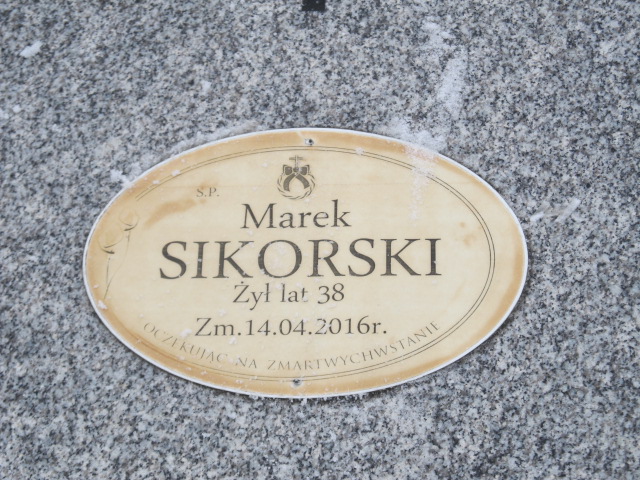 S.P.
Marek
SIKORSKI
Żył lat 38
Zm.14.04.2016r.
OCZEKUJĄC NA ZMARTWYCHWSTANIE